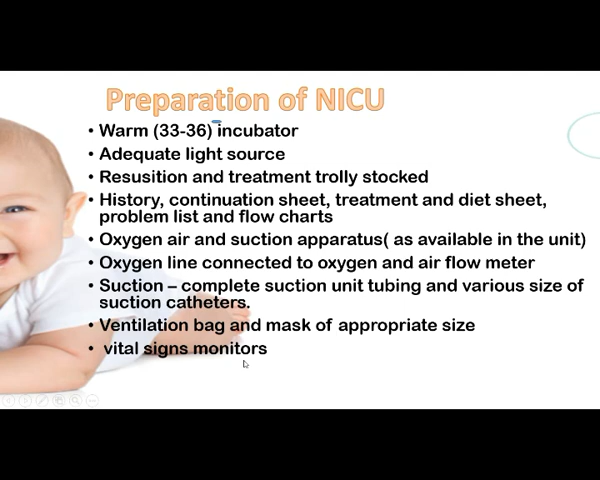 Preparation of NICU
• Warm (33-36) incubator
• Adequate light source
• Resusition and treatment trolly stocked
• History, continuation sheet, treatment and diet sheet,
problem list and flow charts
• Oxygen air and suction apparatus( as available in the unit)
• Oxygen line connected to oxygen and air flow meter
• Suction – complete suction unit tubing and various size of
suction catheters.
• Ventilation bag and mask of appropriate size
• vital signs monitors